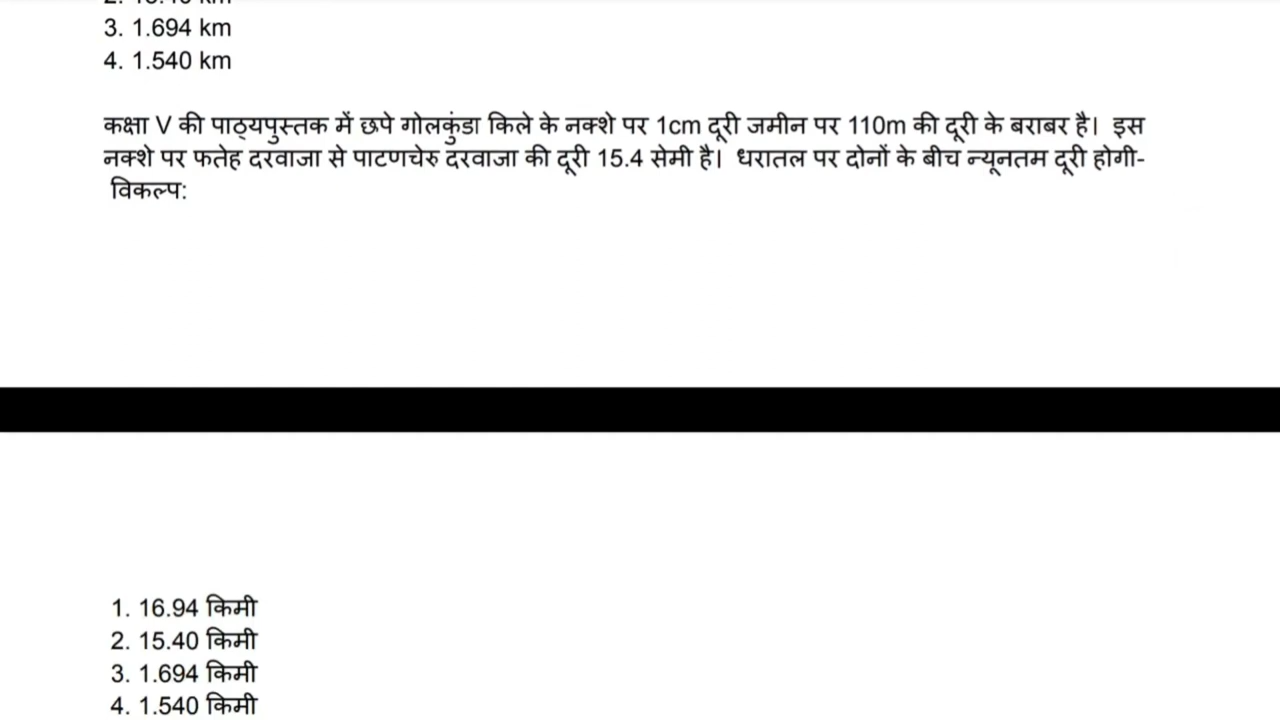 3. 1.694 km
4. 1.540 km
कक्षा V की पाठ्यपुस्तक में छपे गोलकुंडा किले के नक्शे पर 1cm दूरी जमीन पर 110m की दूरी के बराबर है। इस
नक्शे पर फतेह दरवाजा से पाटणचेरु दरवाजा की दूरी 15.4 सेमी है। धरातल पर दोनों के बीच न्यूनतम दूरी होगी-
विकल्प:
1. 16.94 किमी
2. 15.40 किमी
3. 1.694 किमी
4. 1.540 किमी